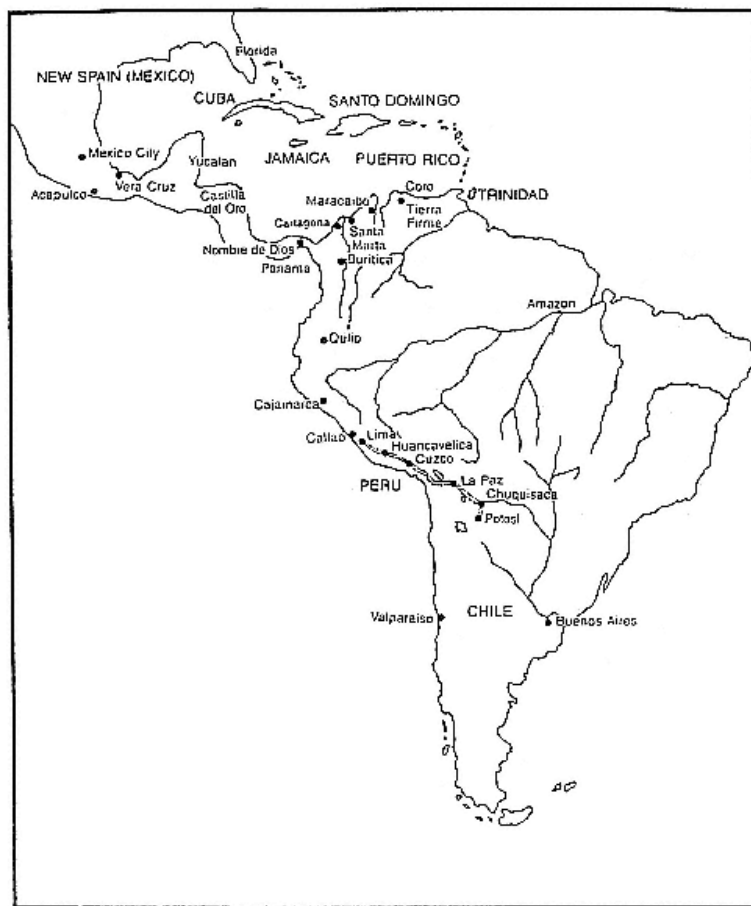 Florida
NEW SPAIN (MEXICO)
CUBA
SANTO DOMINGO
Mexico City
Yucatan
JAMAICA
PUERTO RICO
Vera Cruz
Acapulco
Castilla
del Oro
Maracaibo
Coro
TRINIDAD
Cartagena
Tierra
Firme
Santa
Marta
Nombre de Dios
Panama
Buritica
Amazon
Quito
Cajamarca
Callao
Lima
Huancavelica
Cuzco
PERU
La Paz
Chuquisaca
Potosi
Valparaiso
CHILE
Buenos Aires